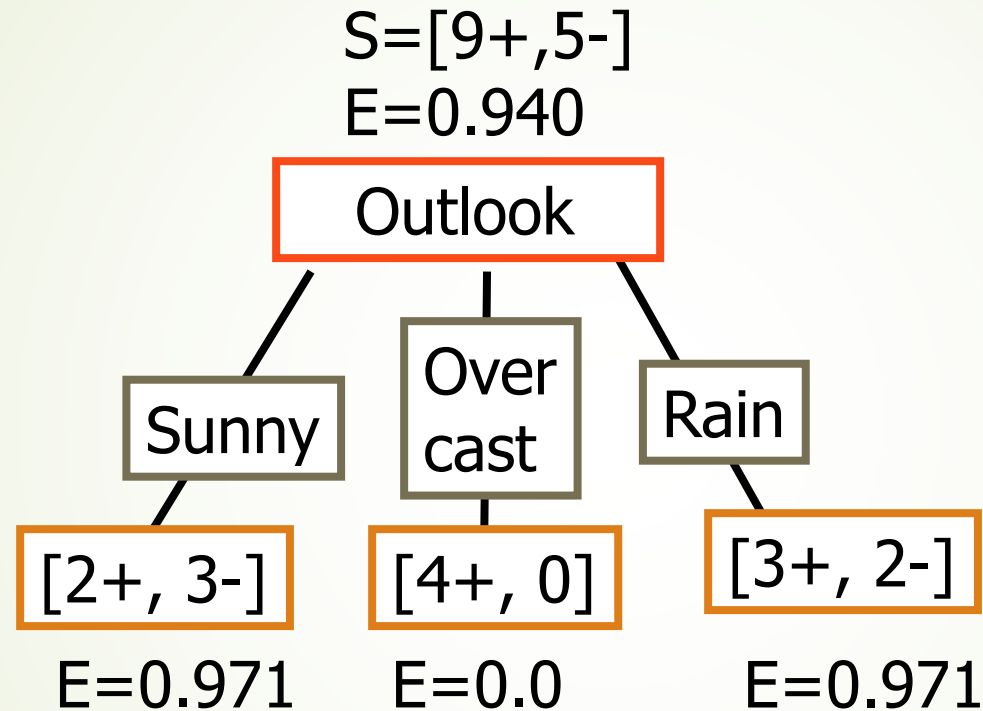 S=[9+,5-]
E=0.940
Outlook
Sunny
Over
cast
Rain
[2+, 3-]
[4+, 0]
[3+, 2-]
E=0.971
E=0.0
E=0.971